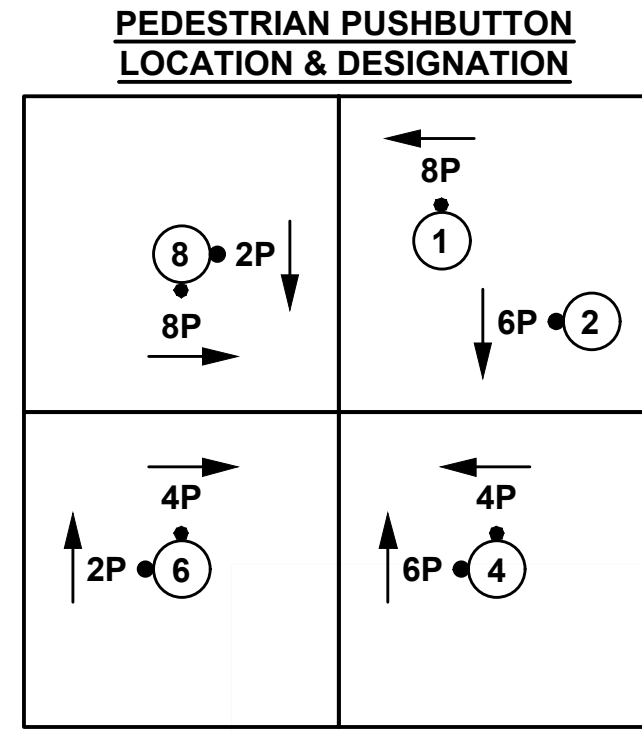 PEDESTRIAN PUSHBUTTON
LOCATION & DESIGNATION
8 2P
8P
8P
1
6P 2
4P
2P 6
4P
6P 4